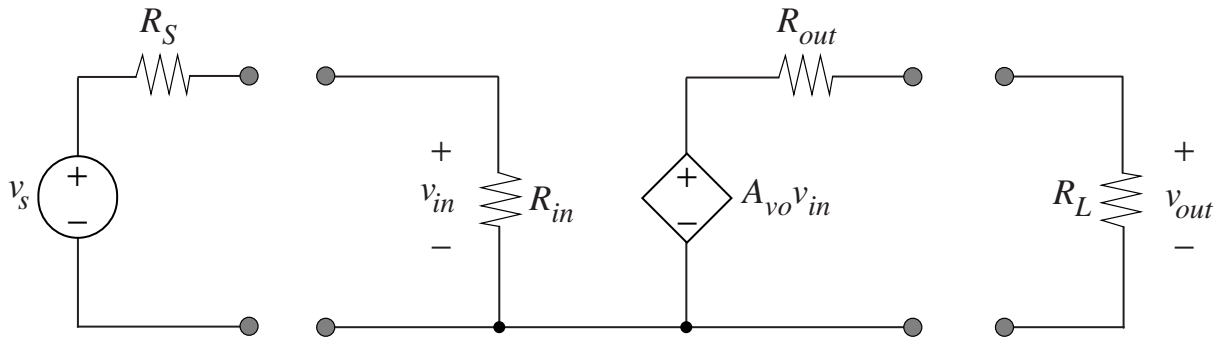 R_S
R_out
+
−
v_s
+
v_in
−
R_in
+
−
A_vo v_in
R_L
+
v_out
−